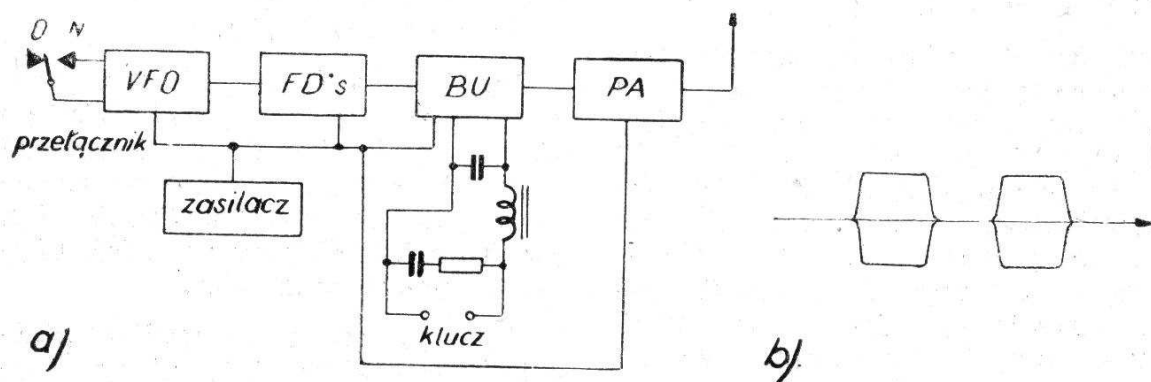 O N
VFO
FD's
BU
PA
przełącznik
zasilacz
klucz
a)
b)